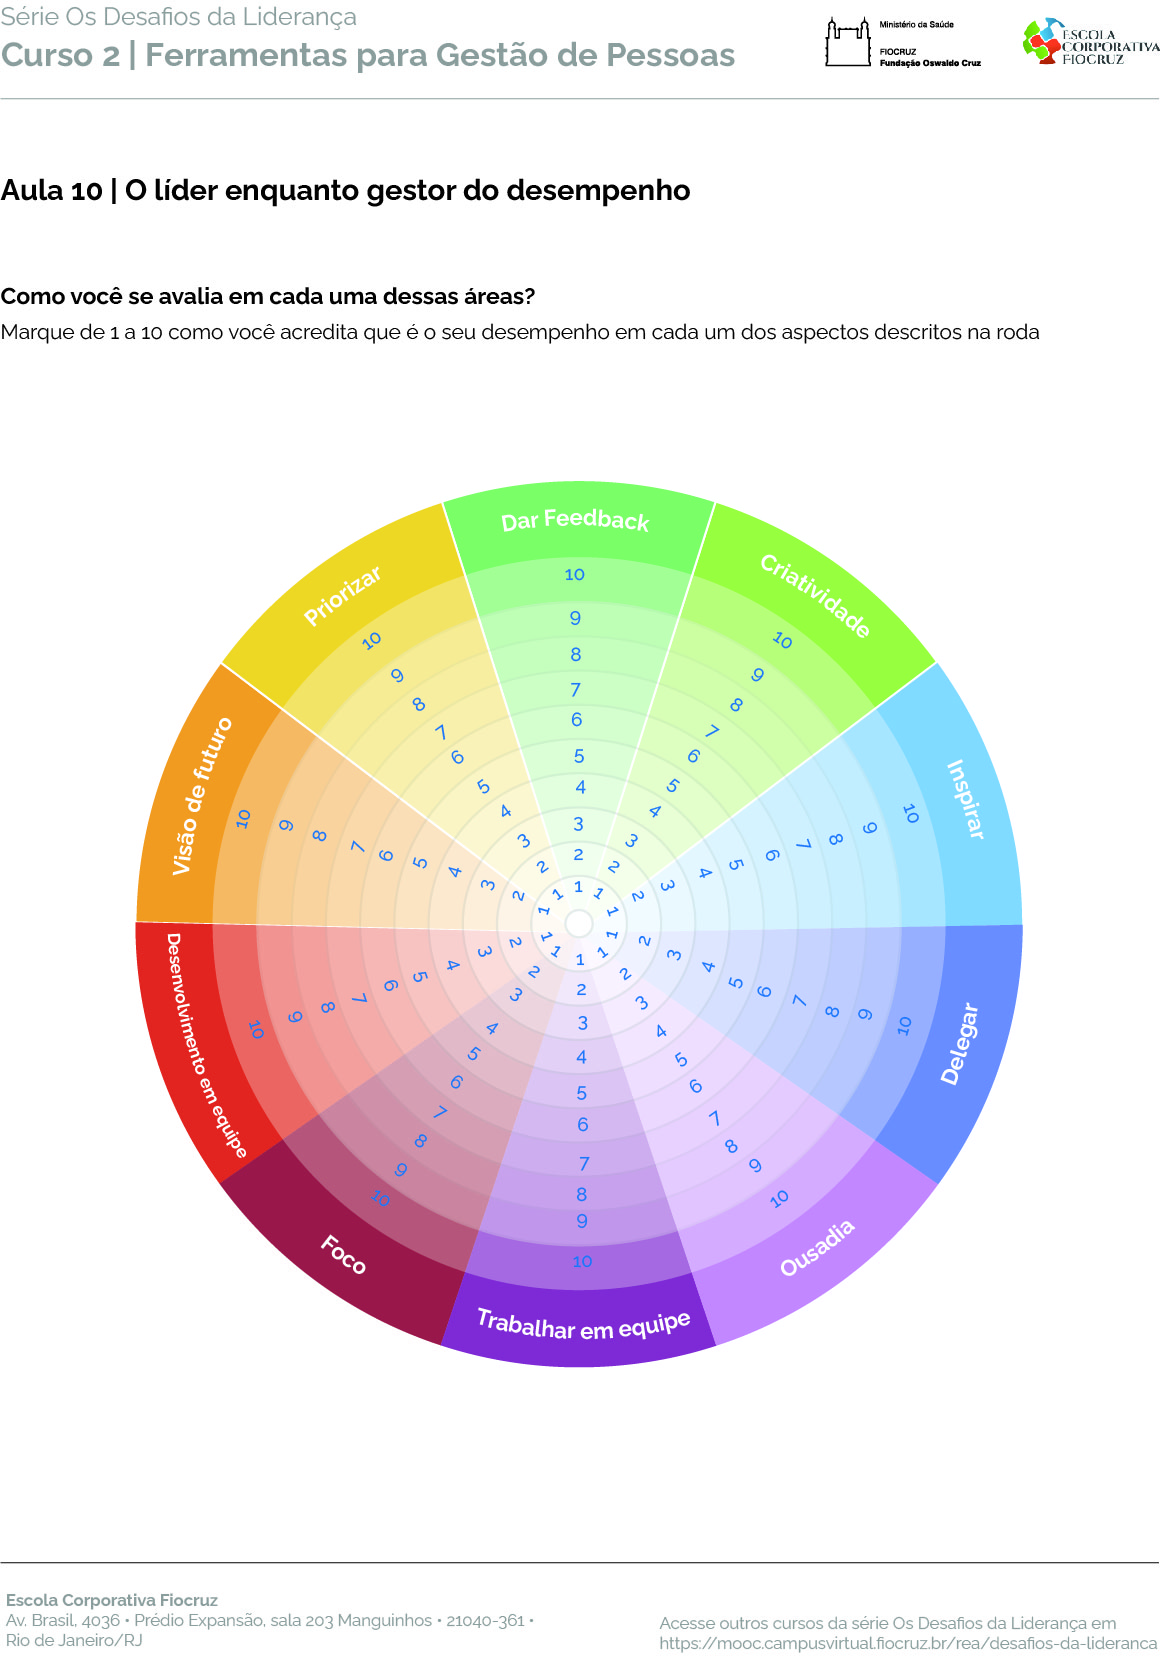 Série Os Desafios da Liderança
Curso 2 | Ferramentas para Gestão de Pessoas
Ministério da Saúde
FIOCRUZ
Fundação Oswaldo Cruz
ESCOLA
CORPORATIVA
FIOCRUZ
Aula 10 | O líder enquanto gestor do desempenho
Como você se avalia em cada uma dessas áreas?
Marque de 1 a 10 como você acredita que é o seu desempenho em cada um dos aspectos descritos na roda
Dar Feedback
10 9 8 7 6 5 4 3 2 1
Criatividade
10 9 8 7 6 5 4 3 2 1
Inspirar
10 9 8 7 6 5 4 3 2 1
Delegar
10 9 8 7 6 5 4 3 2 1
Ousadia
10 9 8 7 6 5 4 3 2 1
Trabalhar em equipe
10 9 8 7 6 5 4 3 2 1
Foco
10 9 8 7 6 5 4 3 2 1
Desenvolvimento em equipe
10 9 8 7 6 5 4 3 2 1
Visão de futuro
10 9 8 7 6 5 4 3 2 1
Priorizar
10 9 8 7 6 5 4 3 2 1
Escola Corporativa Fiocruz
Av. Brasil, 4036 • Prédio Expansão, sala 203 Manguinhos • 21040-361 •
Rio de Janeiro/RJ
Acesse outros cursos da série Os Desafios da Liderança em
https://mooc.campusvirtual.fiocruz.br/rea/desafios-da-lideranca